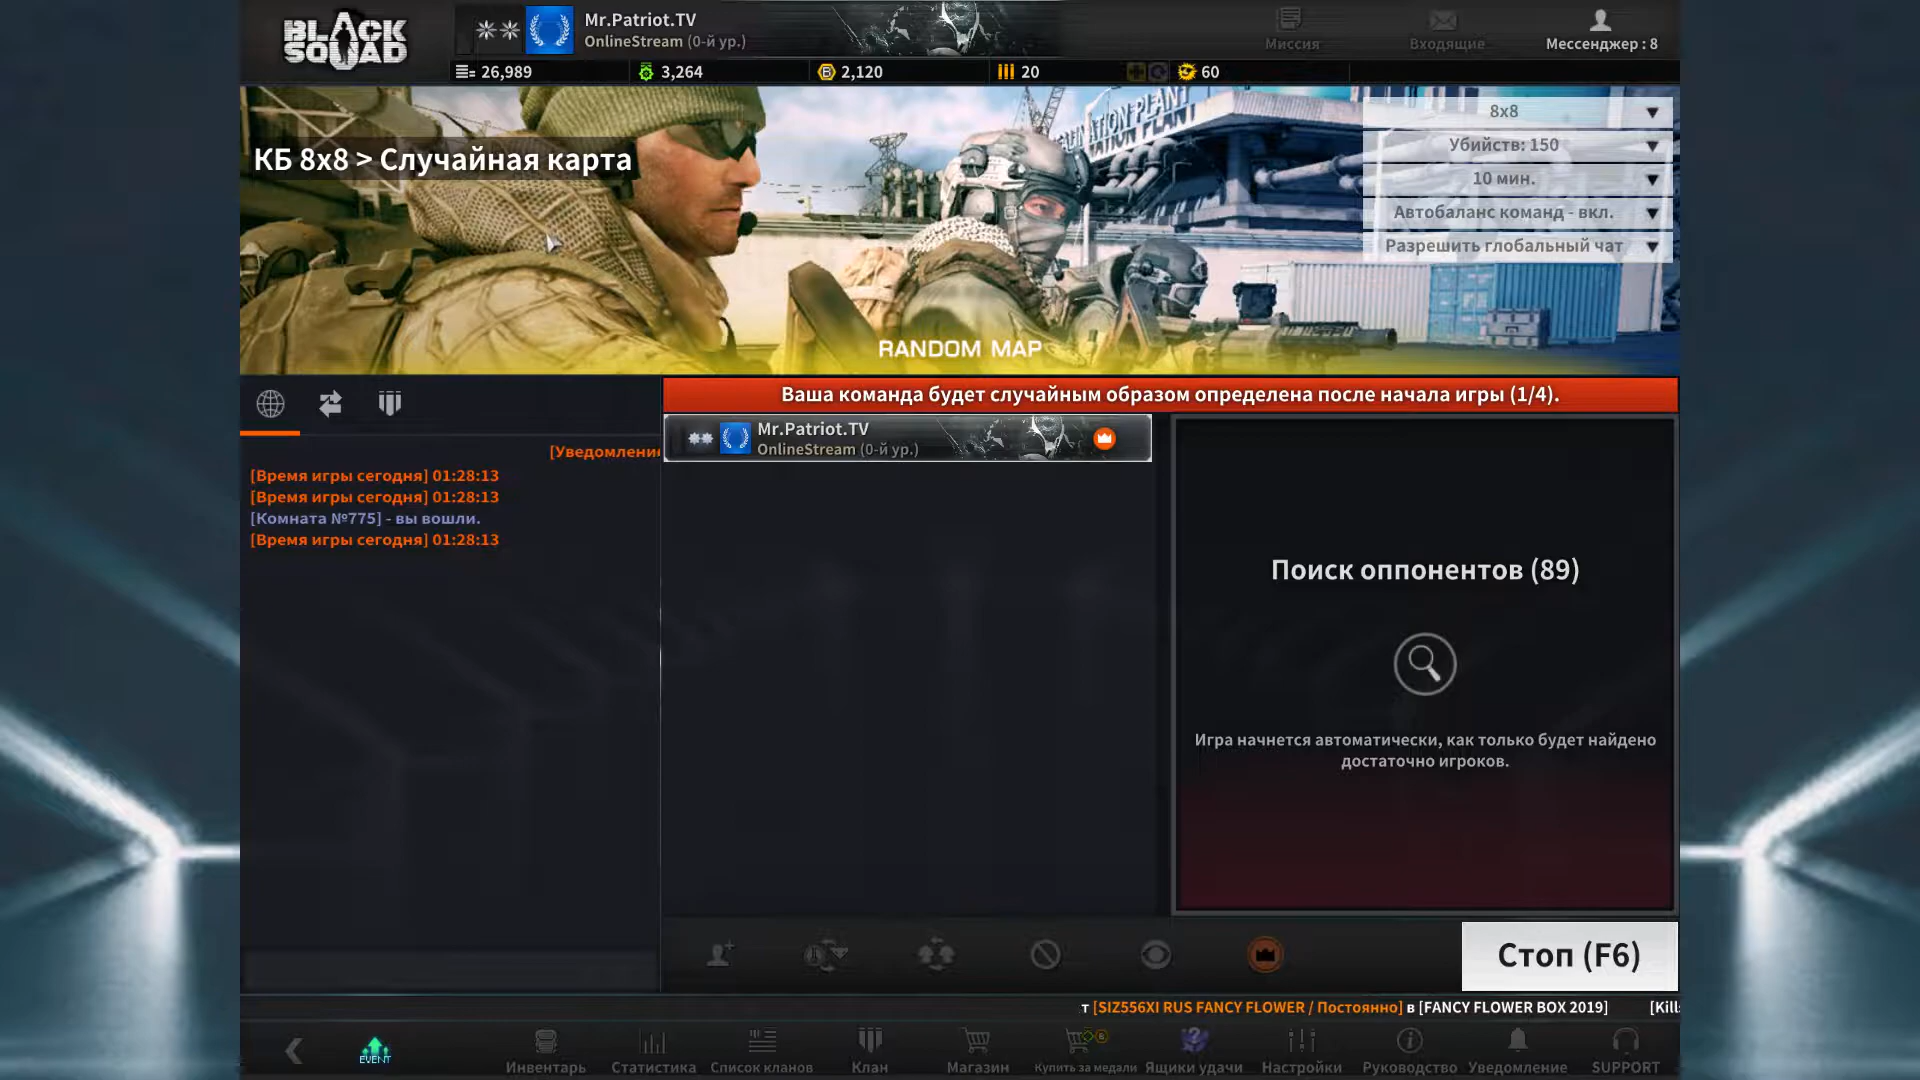 BLACK SQUAD
Mr.Patriot.TV
OnlineStream (0-й ур.)
Миссия
Входящие
Мессенджер : 8
26,989
3,264
2,120
20
60
КБ 8x8 > Случайная карта
RANDOM MAP
8x8
Убийств: 150
10 мин.
Автобаланс команд - вкл.
Разрешить глобальный чат
Ваша команда будет случайным образом определена после начала игры (1/4).
Mr.Patriot.TV
OnlineStream (0-й ур.)
[Уведомлени
[Время игры сегодня] 01:28:13
[Время игры сегодня] 01:28:13
[Комната №775] - вы вошли.
[Время игры сегодня] 01:28:13
Поиск оппонентов (89)
Игра начнется автоматически, как только будет найдено
достаточно игроков.
Стоп (F6)
т [SIZ556XI RUS FANCY FLOWER / Постоянно] в [FANCY FLOWER BOX 2019] [Kill
EVENT
Инвентарь
Статистика
Список кланов
Клан
Магазин
Купить за медали
Ящики удачи
Настройки
Руководство
Уведомление
SUPPORT